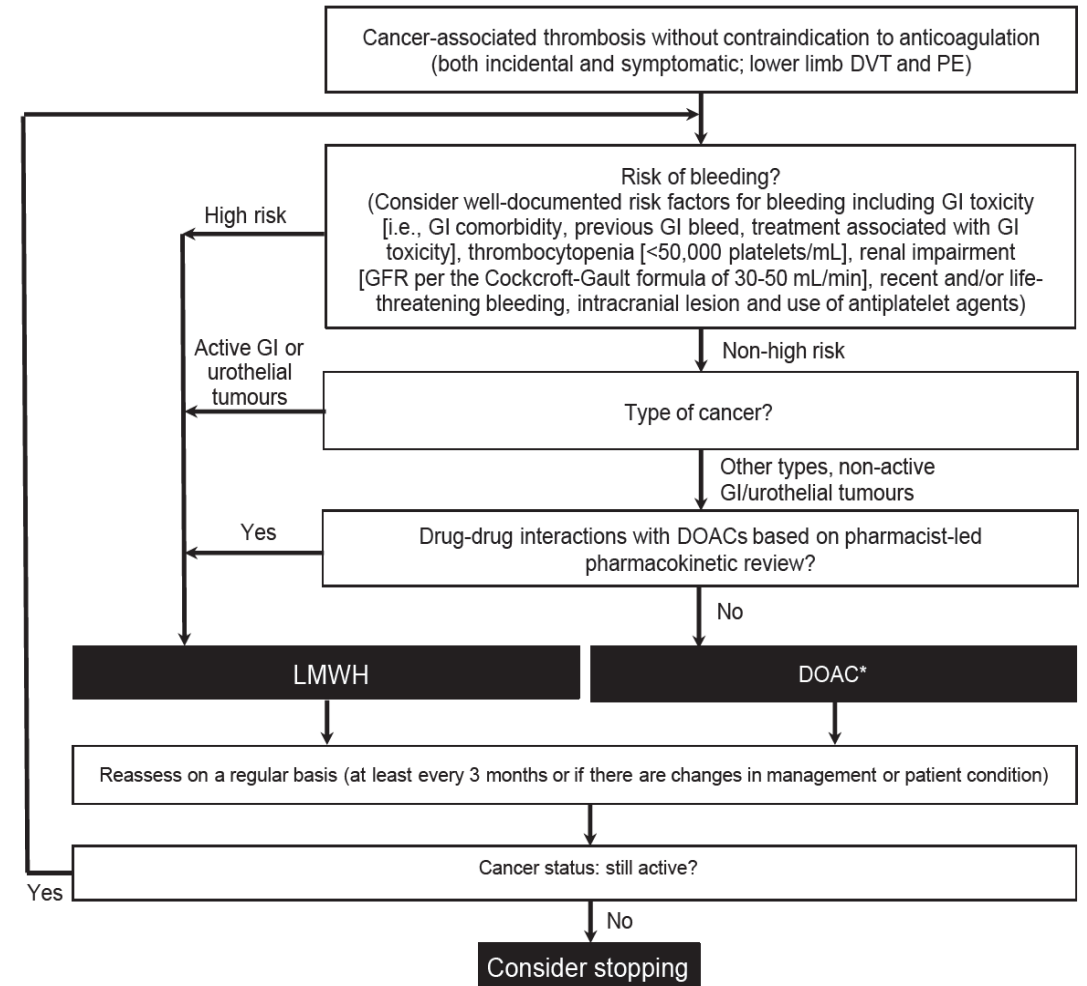 Cancer-associated thrombosis without contraindication to anticoagulation
(both incidental and symptomatic; lower limb DVT and PE)
Risk of bleeding?
(Consider well-documented risk factors for bleeding including GI toxicity
[i.e., GI comorbidity, previous GI bleed, treatment associated with GI
toxicity], thrombocytopenia [<50,000 platelets/mL], renal impairment
[GFR per the Cockcroft-Gault formula of 30-50 mL/min], recent and/or life-
threatening bleeding, intracranial lesion and use of antiplatelet agents)
High risk
Non-high risk
Active GI or
urothelial
tumours
Type of cancer?
Other types, non-active
GI/urothelial tumours
Yes
Drug-drug interactions with DOACs based on pharmacist-led
pharmacokinetic review?
No
LMWH
DOAC*
Reassess on a regular basis (at least every 3 months or if there are changes in management or patient condition)
Cancer status: still active?
Yes
No
Consider stopping